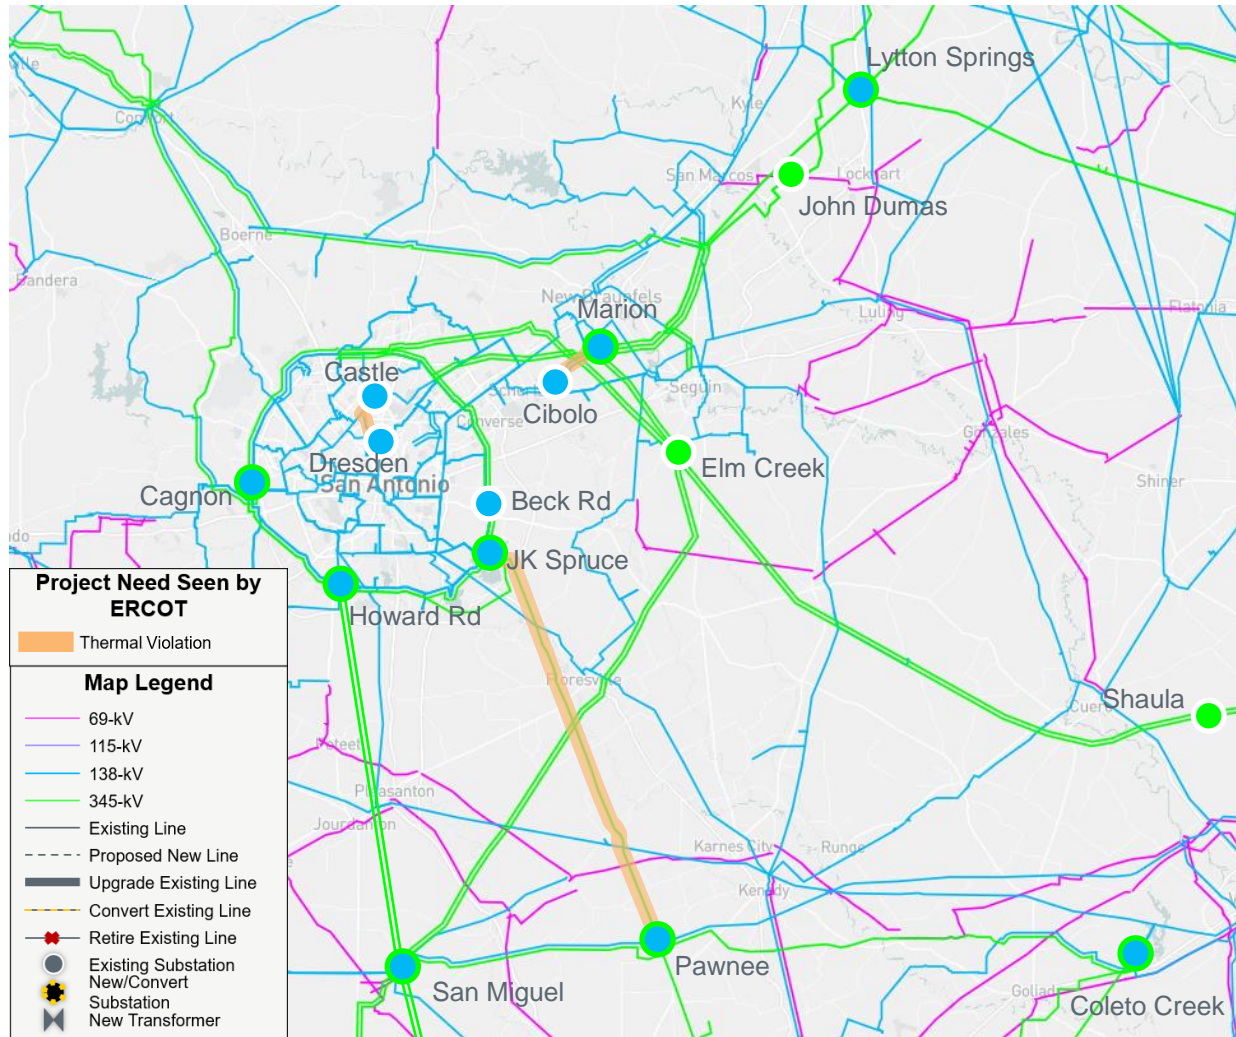 Lytton Springs
Kyle
ville
Comfort
San Marcos
Lockhart
John Dumas
Boerne
Bandera
New Braunfels
Marion
Luling
Flatonia
Castle
Schertz
Cibolo
Seguin
Converse
Gonzales
Dresden
San Antonio
Elm Creek
Shiner
Cagnon
Beck Rd
ndo
JK Spruce
Howard Rd
Project Need Seen by
ERCOT
Thermal Violation
Floresville
Map Legend
69-kV
115-kV
138-kV
345-kV
Existing Line
Proposed New Line
Upgrade Existing Line
Convert Existing Line
Retire Existing Line
Existing Substation
New/Convert
Substation
New Transformer
Shaula
Cuero
Poteet
Pleasanton
Jourdanton
Karnes City
Runge
Kenedy
Pawnee
San Miguel
Goliad
Coleto Creek